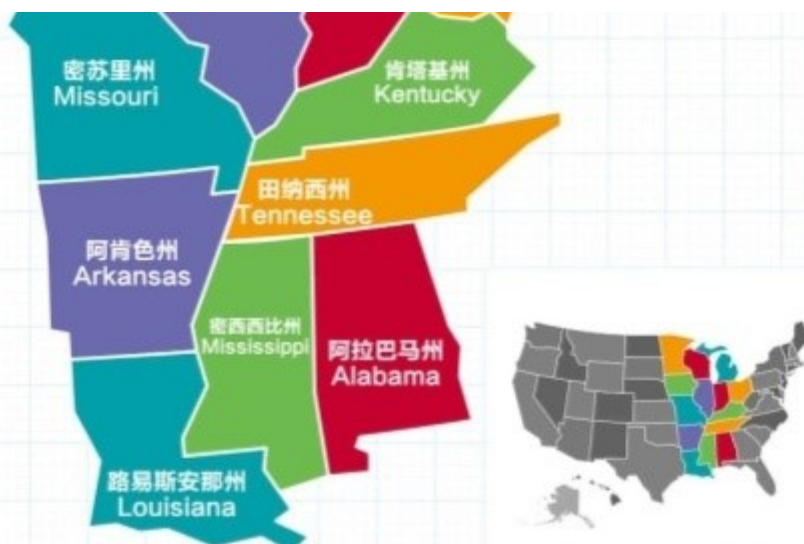 密苏里州
Missouri
肯塔基州
Kentucky
田纳西州
Tennessee
阿肯色州
Arkansas
密西西比州
Mississippi
阿拉巴马州
Alabama
路易斯安那州
Louisiana